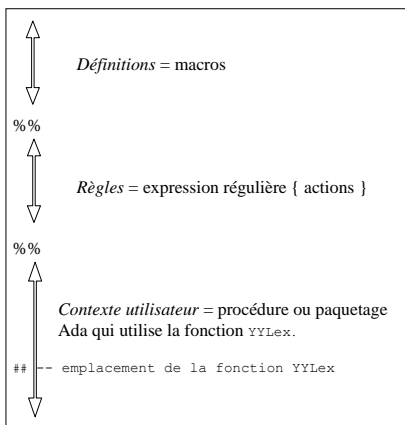 Définitions = macros
%%
Règles = expression régulière { actions }
%%
Contexte utilisateur = procédure ou paquetage
Ada qui utilise la fonction YYLex.
## -- emplacement de la fonction YYLex